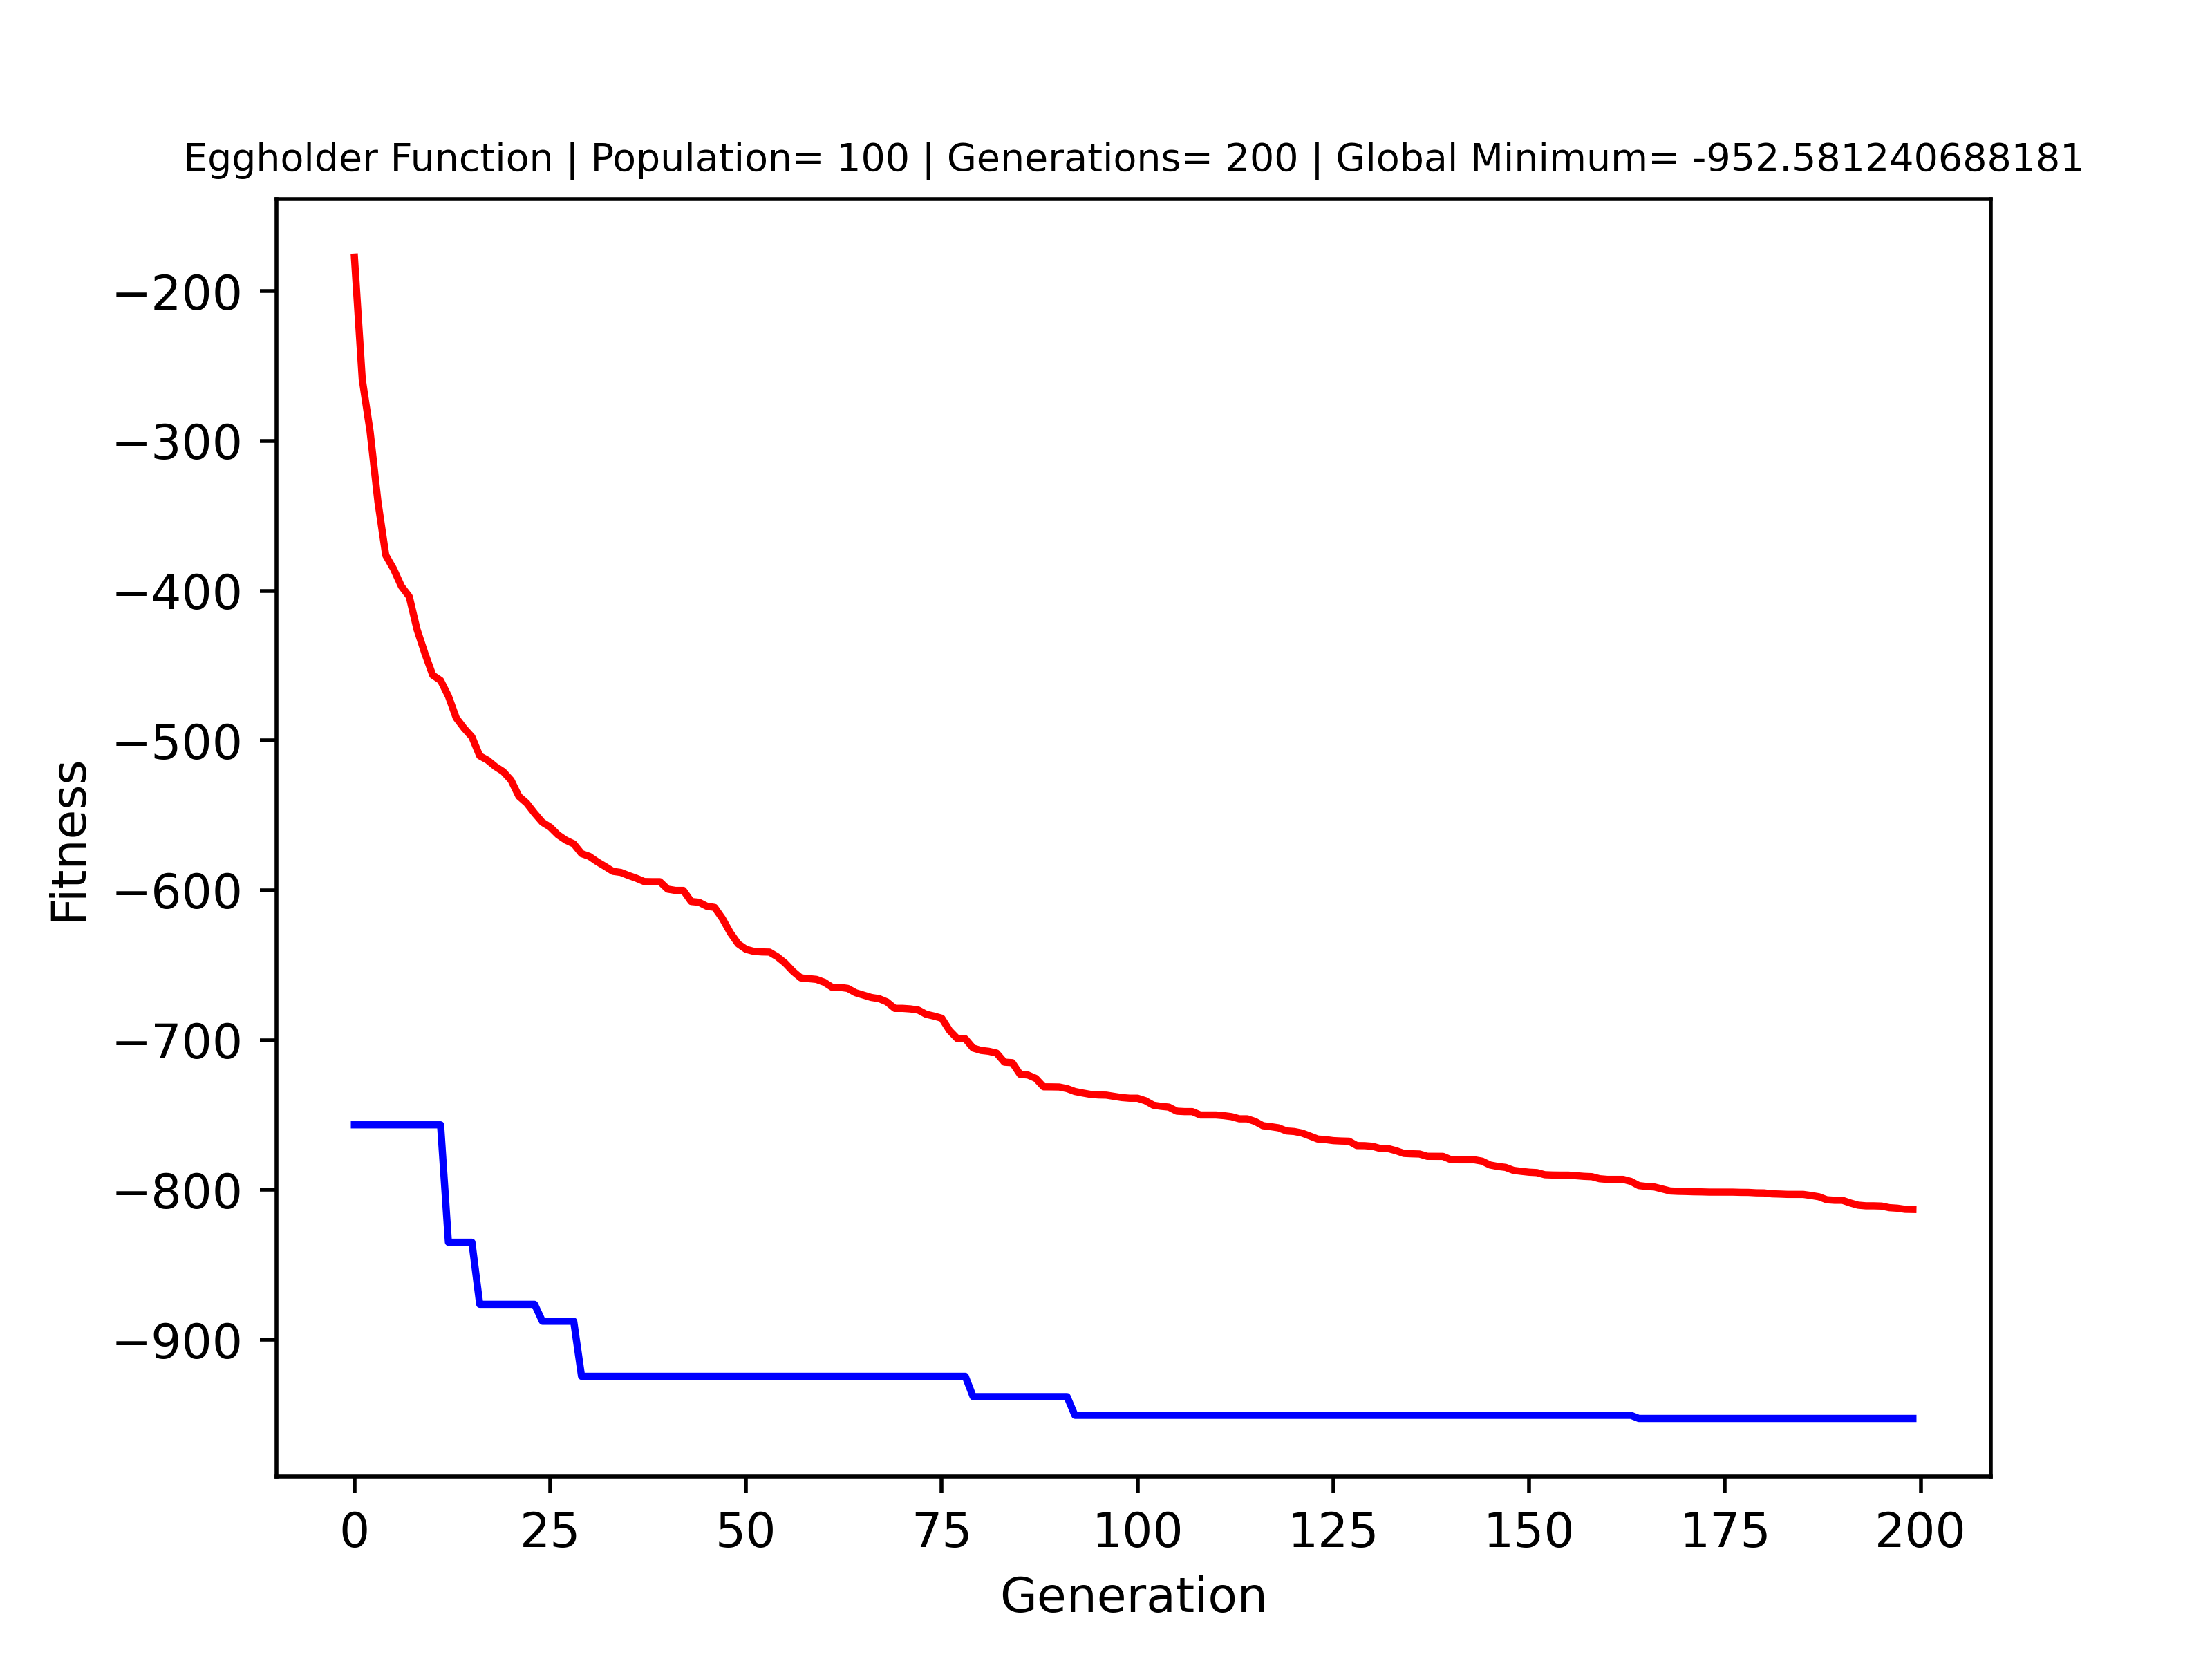 Eggholder Function | Population= 100 | Generations= 200 | Global Minimum= -952.581240688181
−200
−300
−400
−500
−600
−700
−800
−900
Fitness
0 25 50 75 100 125 150 175 200
Generation